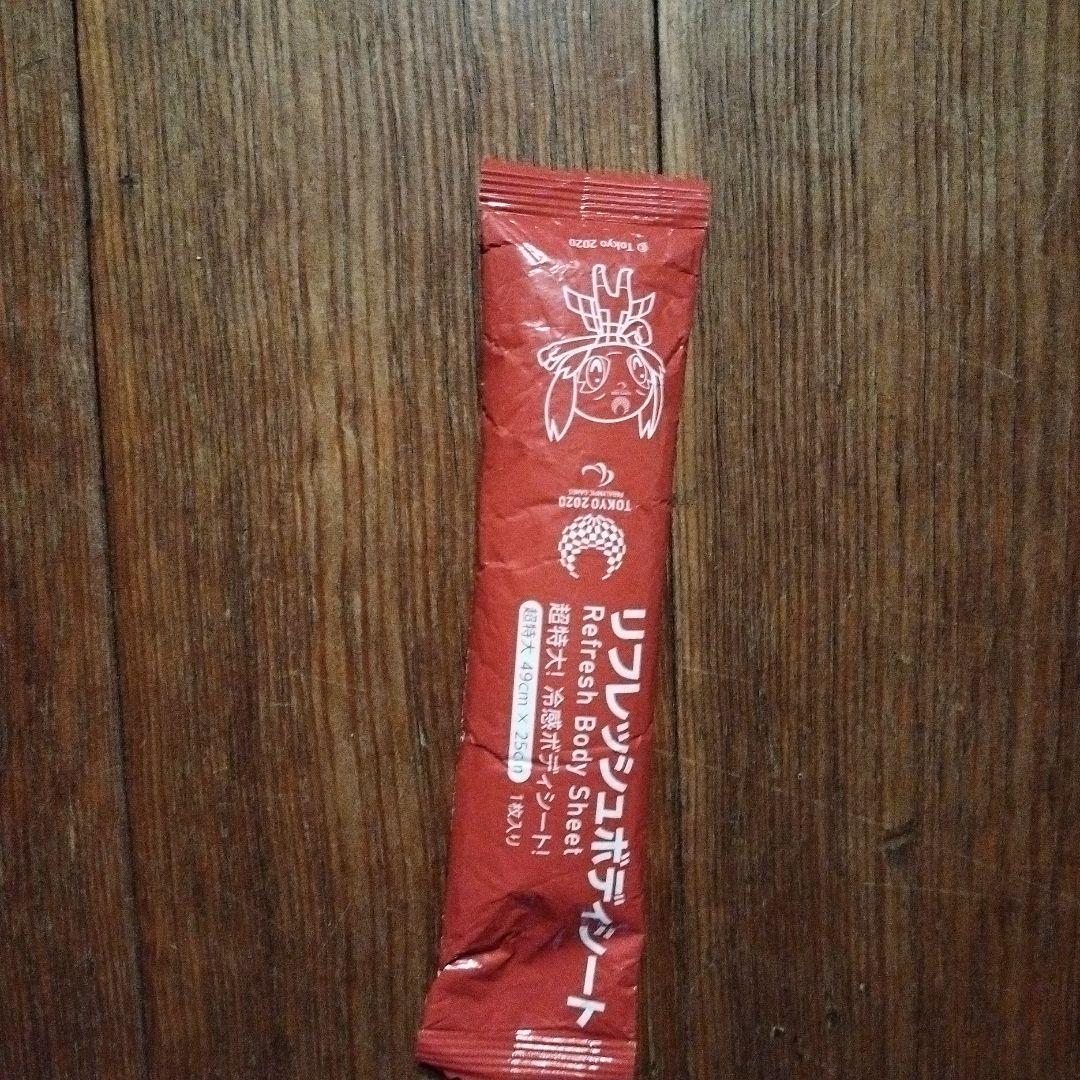 © Tokyo 2020
TOKYO 2020
PARALYMPIC GAMES
リフレッシュボディシート
Refresh Body Sheet
超特大！冷感ボディシート！
超特大 49cm × 25cm 1枚入り